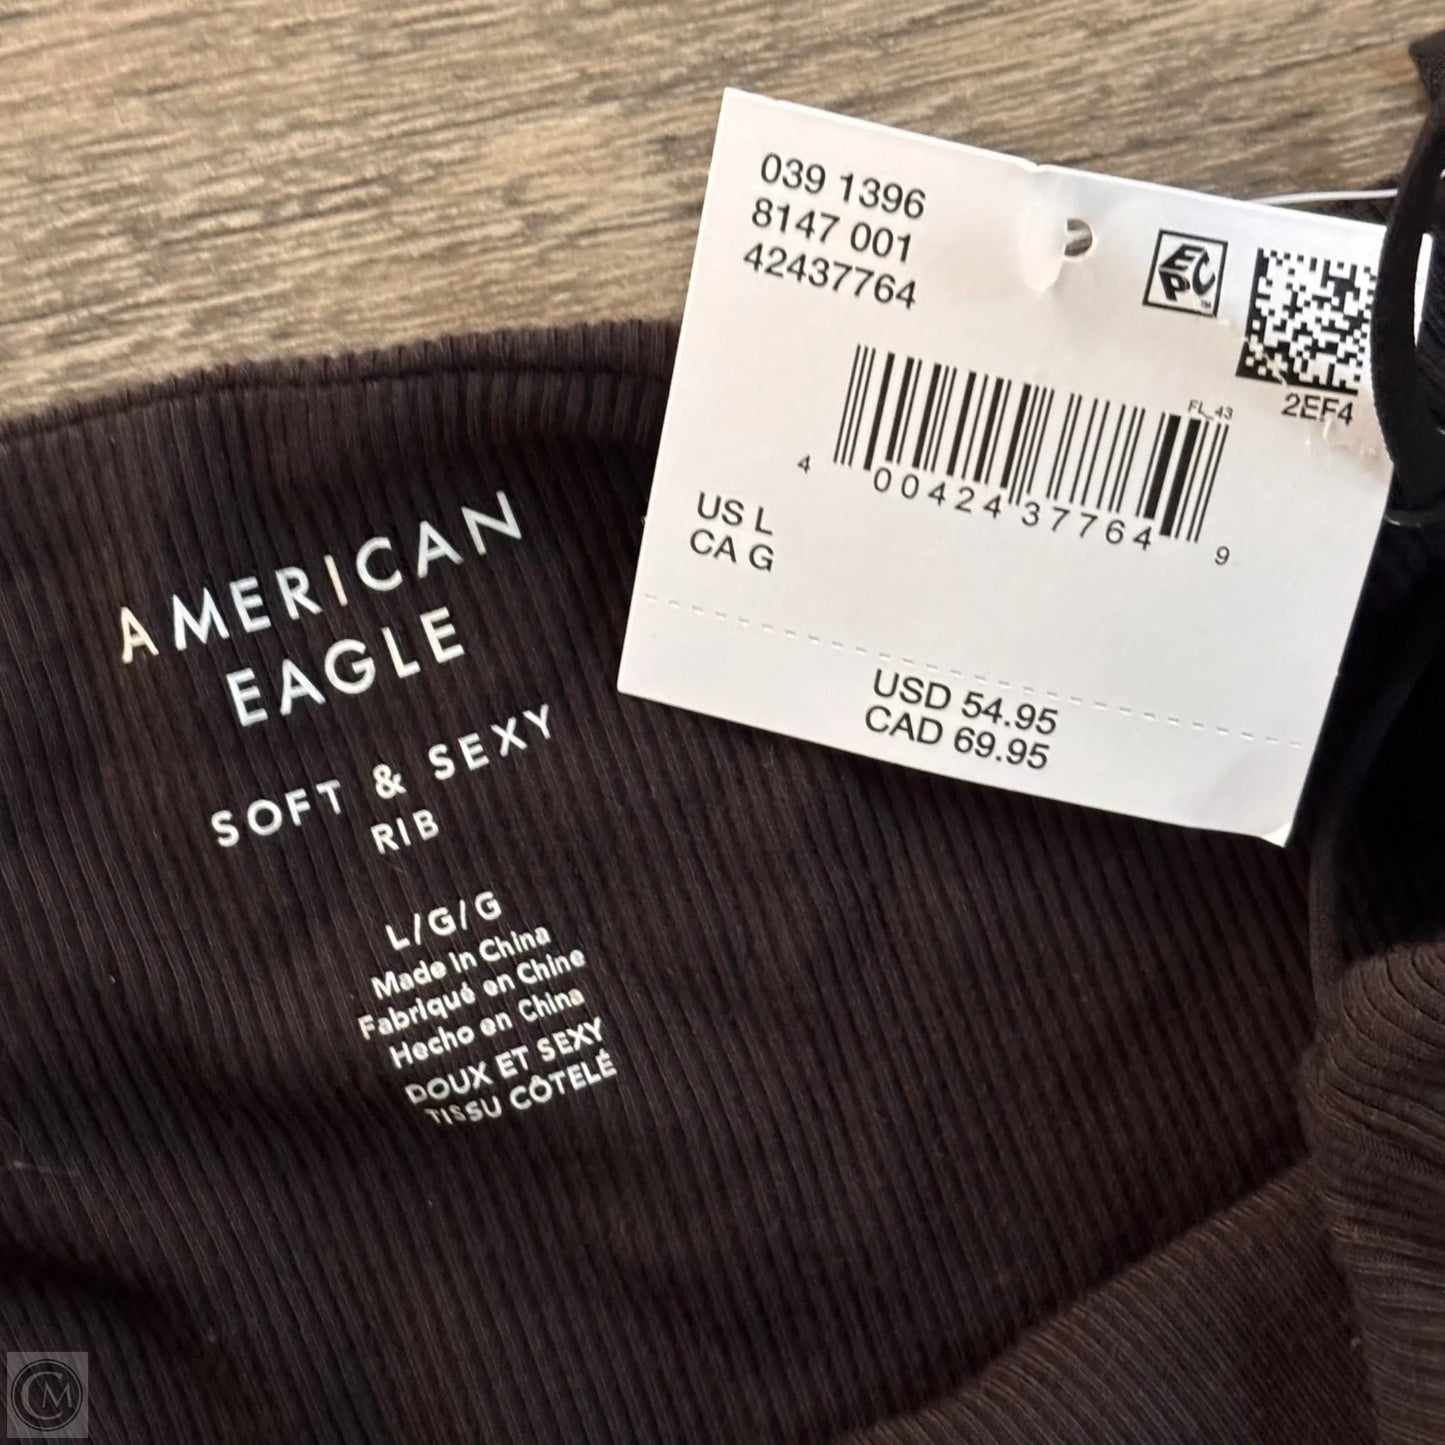 AMERICAN
EAGLE
SOFT & SEXY
RIB
L/G/G
Made in China
Fabriqué en Chine
Hecho en China
DOUX ET SEXY
TISSU CÔTELÉ
039 1396
8147 001
42437764
EPC
TM
2EF4
FL_43
4 00424 37764 9
US L
CA G
USD 54.95
CAD 69.95
CM